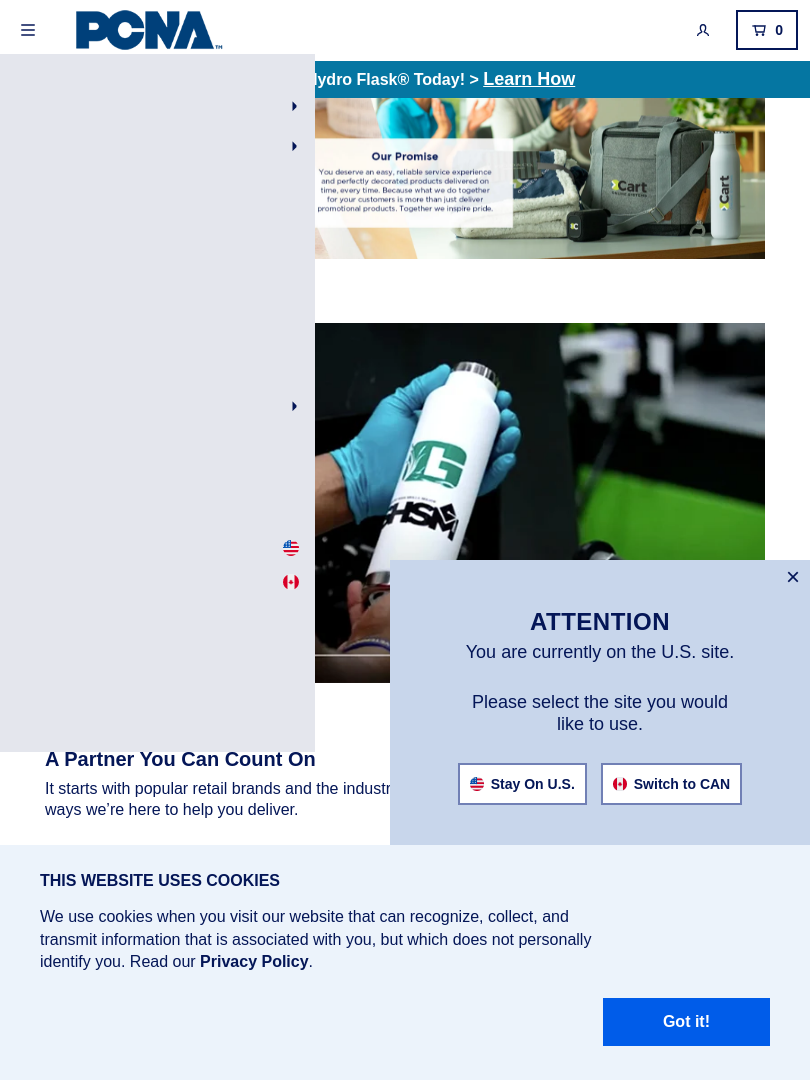 PCNA™
0
Hydro Flask® Today! > Learn How
Our Promise
You deserve an easy, reliable service experience
and perfectly decorated products delivered on
time, every time. Because what we do together
for your customers is more than just deliver
promotional products. Together we inspire pride.
Cart
Cart
GHSM
A Partner You Can Count On
It starts with popular retail brands and the
ways we’re here to help you deliver.
×
ATTENTION
You are currently on the U.S. site.
Please select the site you would
like to use.
Stay On U.S.
Switch to CAN
THIS WEBSITE USES COOKIES
We use cookies when you visit our website that can recognize, collect, and
transmit information that is associated with you, but which does not personally
identify you. Read our Privacy Policy.
Got it!